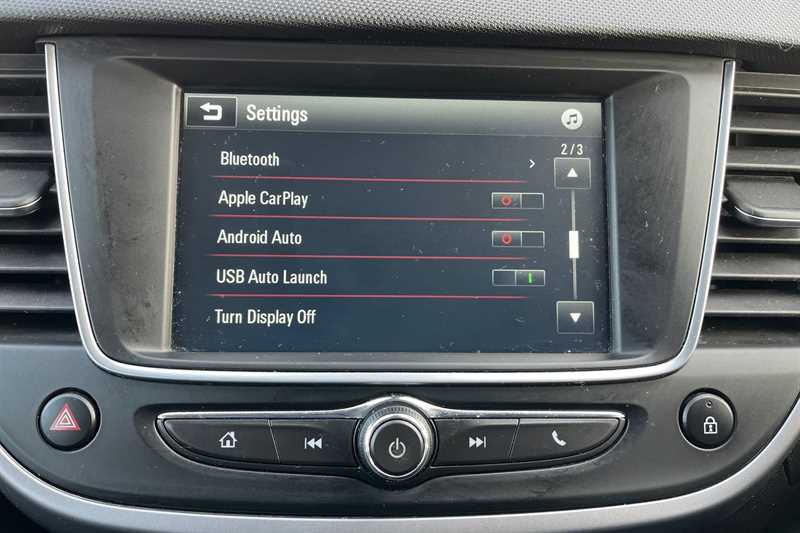 Settings
2/3
Bluetooth
Apple CarPlay
Android Auto
USB Auto Launch
Turn Display Off